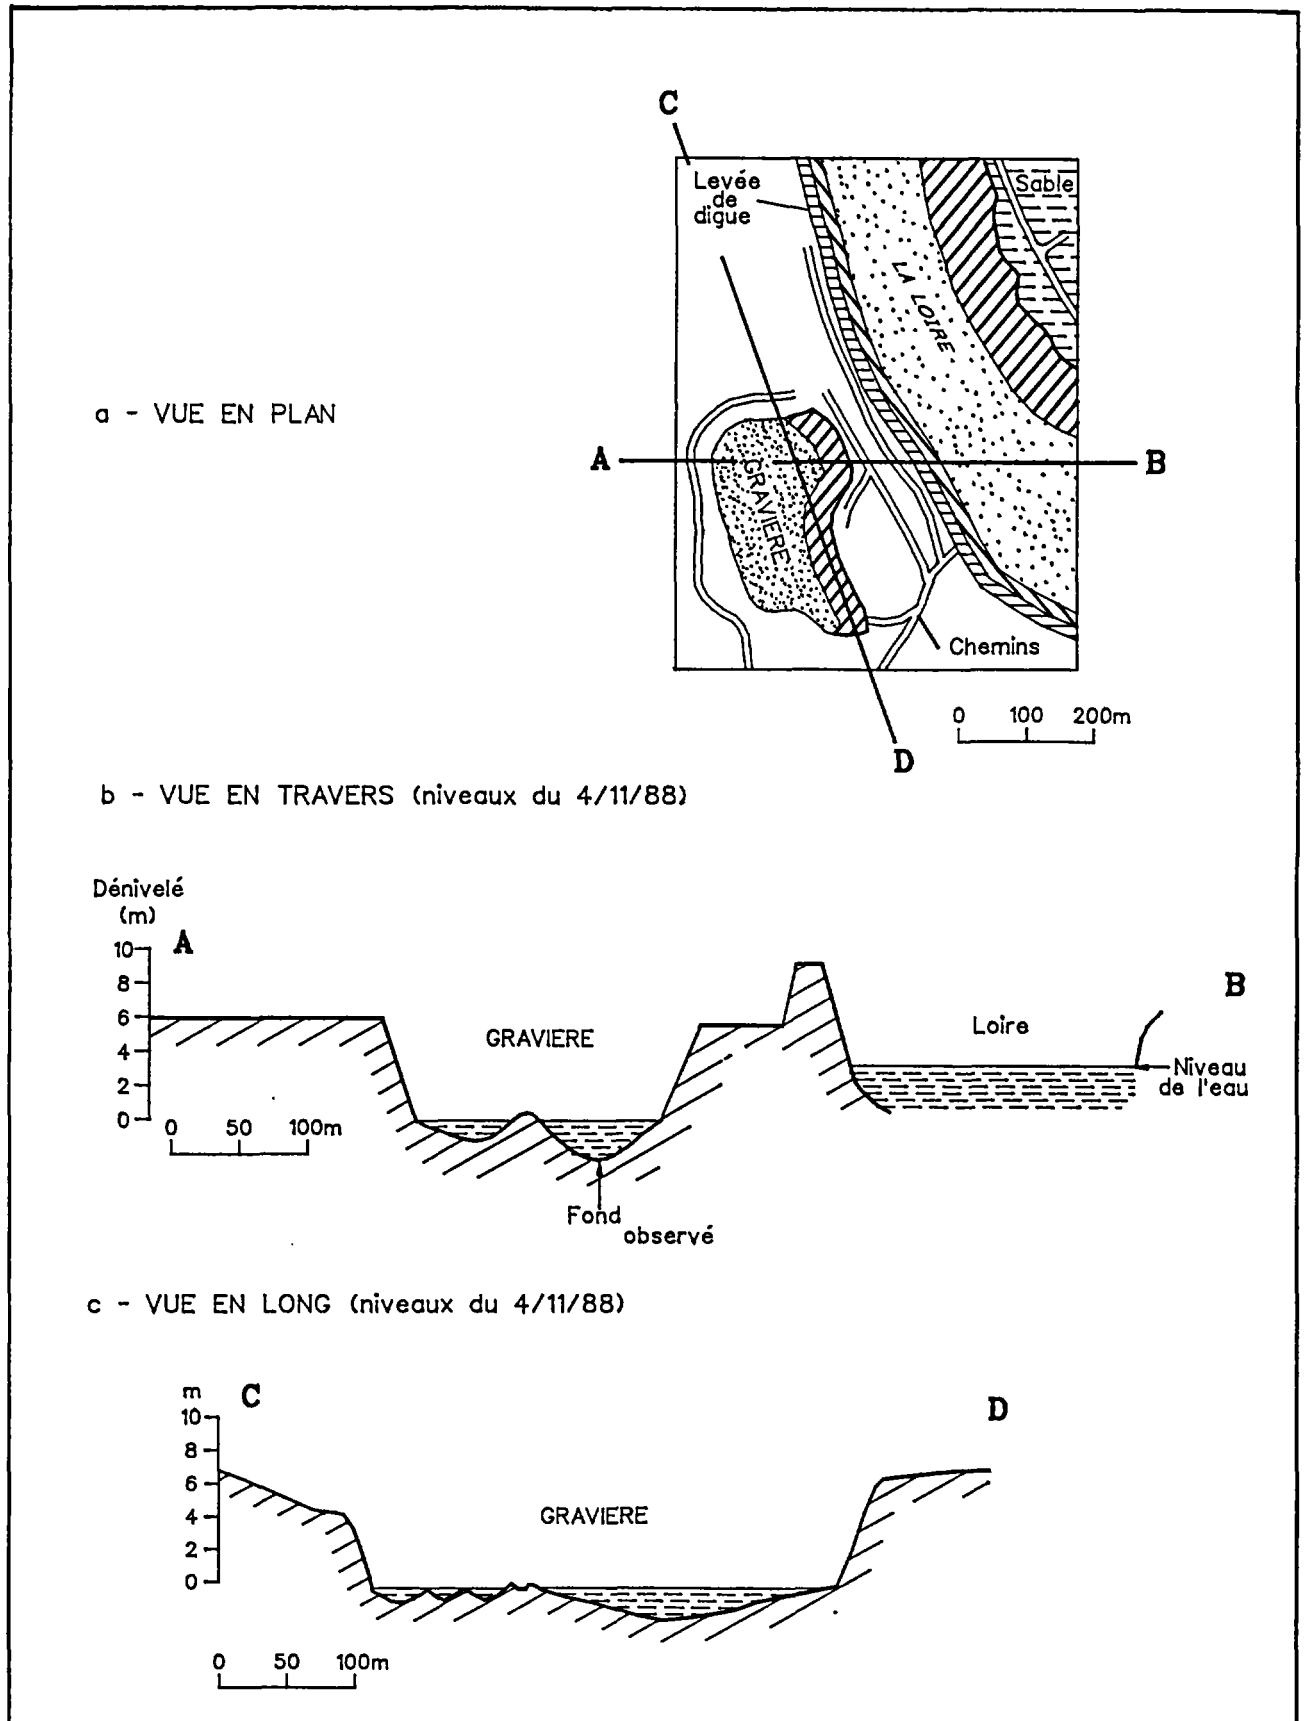 C
Levée
de
digue
Sable
LA LOIRE
a - VUE EN PLAN
A
B
GRAVIERE
Chemins
0 100 200m
D
b - VUE EN TRAVERS (niveaux du 4/11/88)
Dénivelé
(m)
A
10
8
6
4
2
0
B
GRAVIERE
Loire
Niveau
de l'eau
0 50 100m
Fond
observé
c - VUE EN LONG (niveaux du 4/11/88)
m
C
D
10
8
6
4
2
0
GRAVIERE
0 50 100m